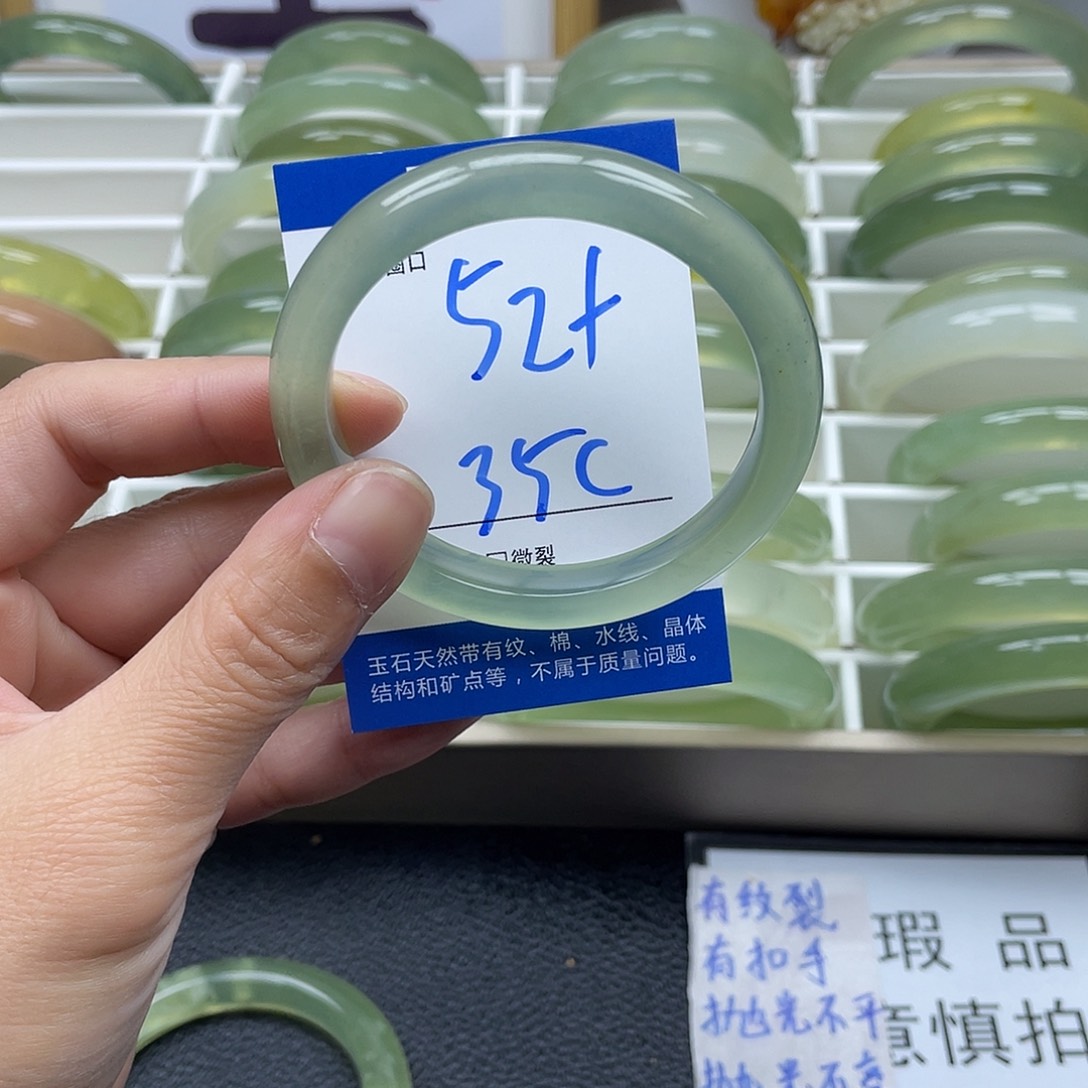 圈口
52+
35C
口微裂
玉石天然带有纹、棉、水线、晶体
结构和矿点等，不属于质量问题。
有纹裂
有扣手
抛光不平
瑕 品
意慎拍